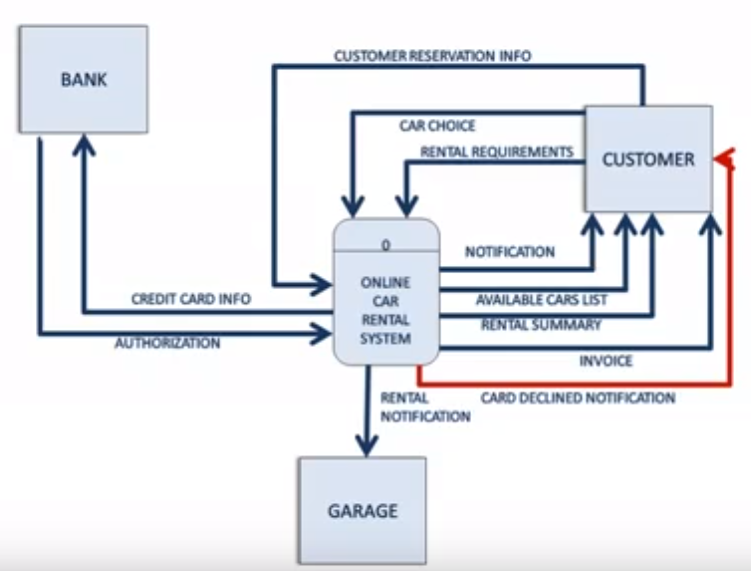 CUSTOMER RESERVATION INFO
BANK
CAR CHOICE
RENTAL REQUIREMENTS
CUSTOMER
0
NOTIFICATION
ONLINE
CAR
RENTAL
SYSTEM
CREDIT CARD INFO
AVAILABLE CARS LIST
RENTAL SUMMARY
AUTHORIZATION
INVOICE
RENTAL
NOTIFICATION
CARD DECLINED NOTIFICATION
GARAGE